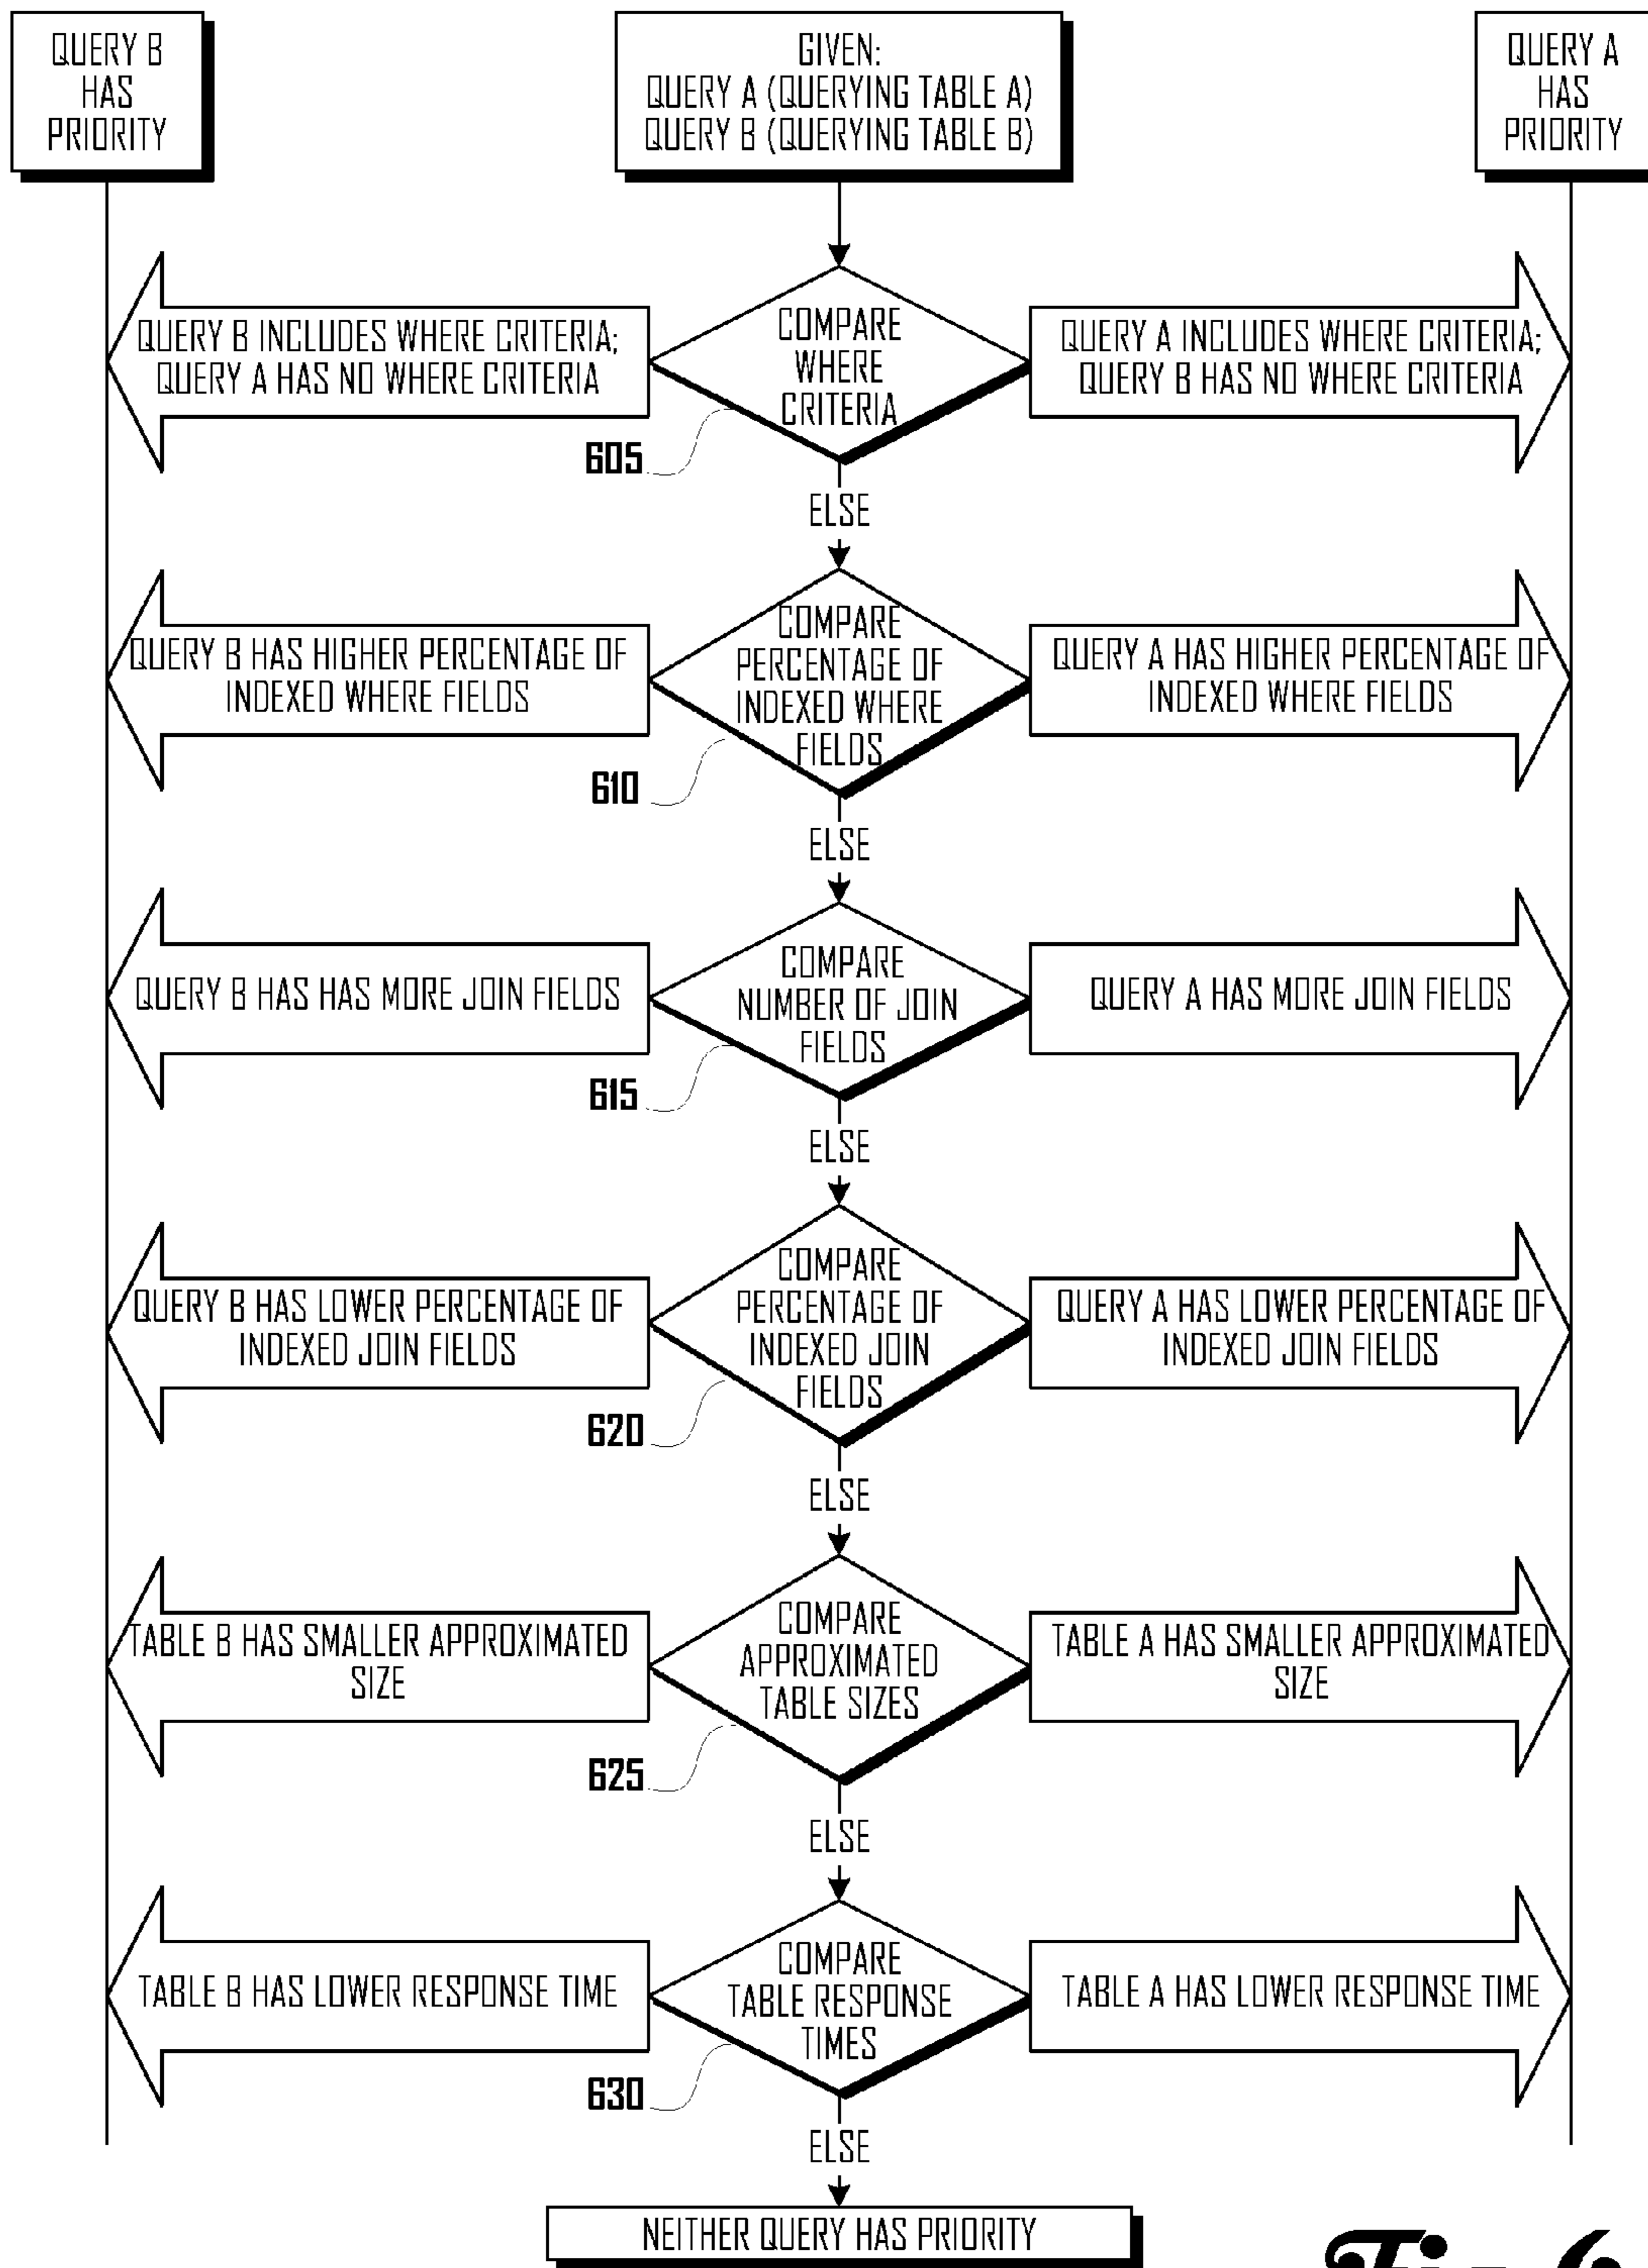 QUERY B
HAS
PRIORITY
GIVEN:
QUERY A (QUERYING TABLE A)
QUERY B (QUERYING TABLE B)
QUERY A
HAS
PRIORITY
QUERY B INCLUDES WHERE CRITERIA;
QUERY A HAS NO WHERE CRITERIA
COMPARE
WHERE
CRITERIA
QUERY A INCLUDES WHERE CRITERIA;
QUERY B HAS NO WHERE CRITERIA
605
ELSE
QUERY B HAS HIGHER PERCENTAGE OF
INDEXED WHERE FIELDS
COMPARE
PERCENTAGE OF
INDEXED WHERE
FIELDS
QUERY A HAS HIGHER PERCENTAGE OF
INDEXED WHERE FIELDS
610
ELSE
QUERY B HAS HAS MORE JOIN FIELDS
COMPARE
NUMBER OF JOIN
FIELDS
QUERY A HAS MORE JOIN FIELDS
615
ELSE
QUERY B HAS LOWER PERCENTAGE OF
INDEXED JOIN FIELDS
COMPARE
PERCENTAGE OF
INDEXED JOIN
FIELDS
QUERY A HAS LOWER PERCENTAGE OF
INDEXED JOIN FIELDS
620
ELSE
TABLE B HAS SMALLER APPROXIMATED
SIZE
COMPARE
APPROXIMATED
TABLE SIZES
TABLE A HAS SMALLER APPROXIMATED
SIZE
625
ELSE
TABLE B HAS LOWER RESPONSE TIME
COMPARE
TABLE RESPONSE
TIMES
TABLE A HAS LOWER RESPONSE TIME
630
ELSE
NEITHER QUERY HAS PRIORITY